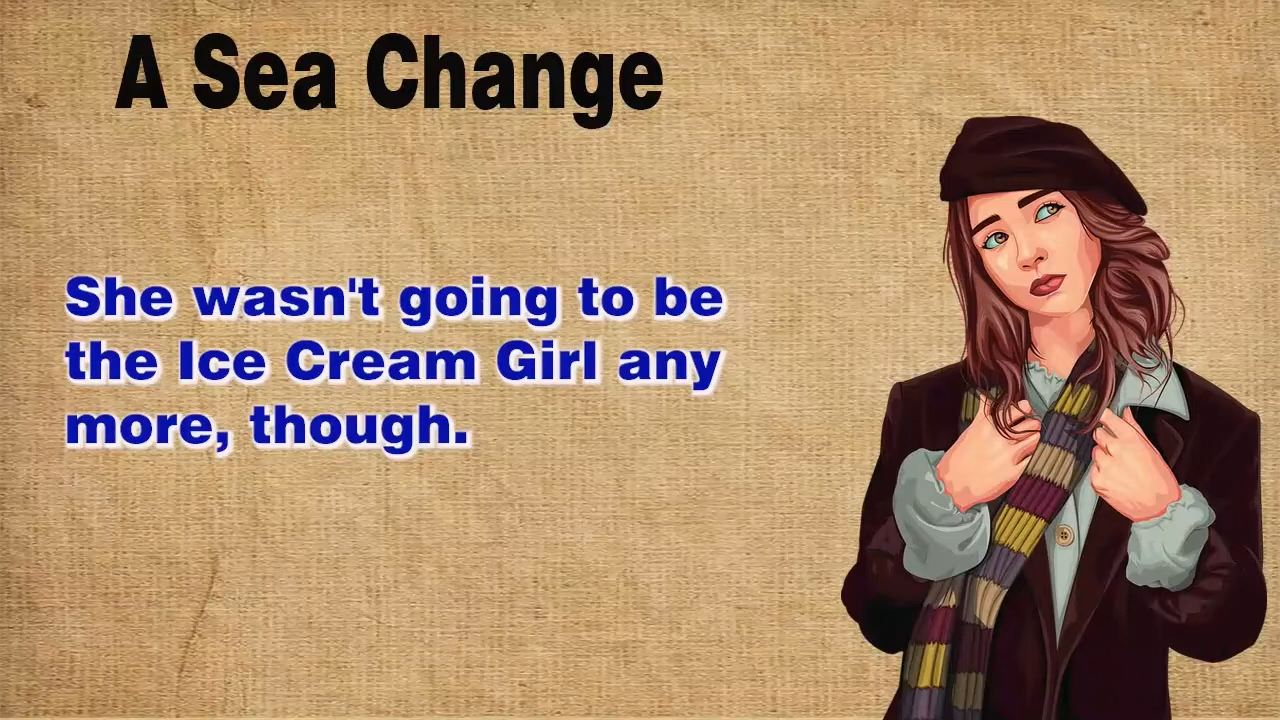 A Sea Change
She wasn't going to be
the Ice Cream Girl any
more, though.